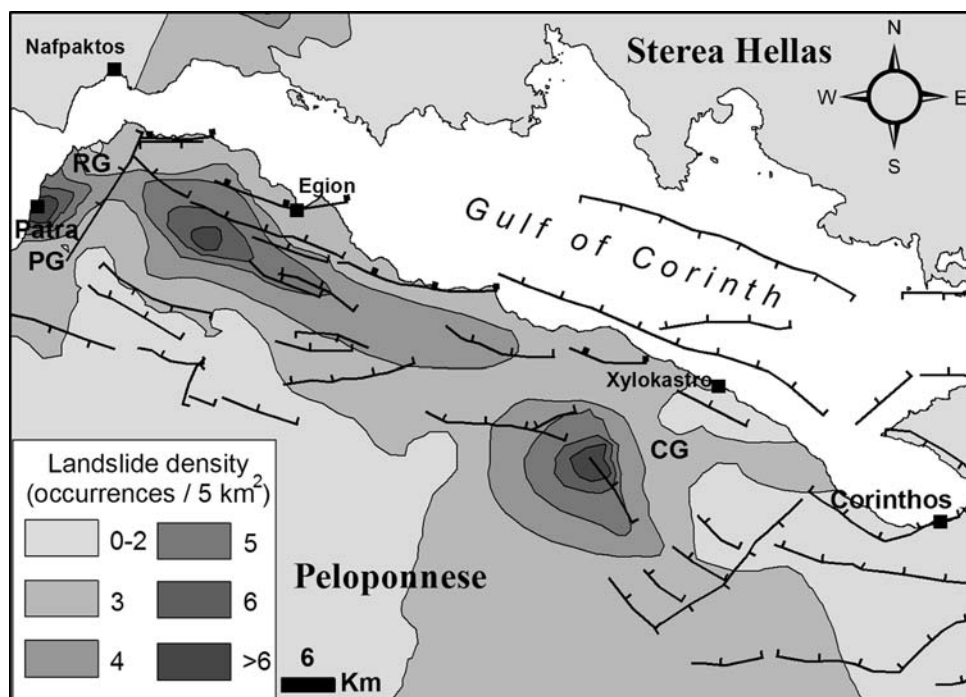 Nafpaktos
Sterea Hellas
N
W
E
S
RG
Egion
Patra
PG
Gulf of Corinth
Xylokastro
CG
Corinthos
Landslide density
(occurrences / 5 km²)
0-2
5
3
6
4
>6
Peloponnese
6
Km